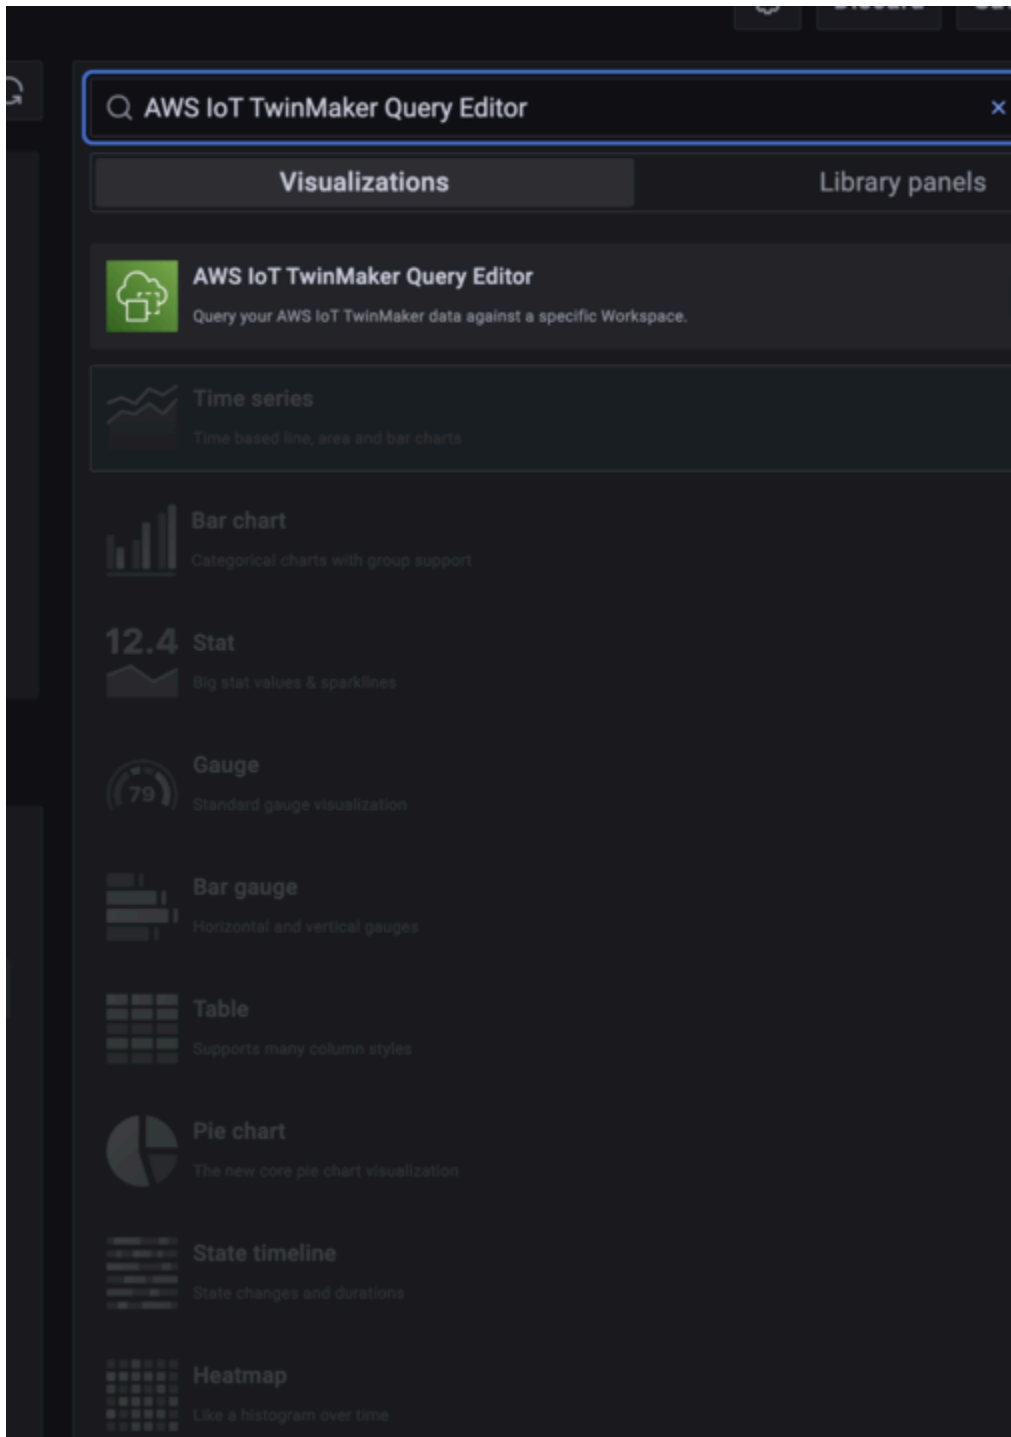 AWS IoT TwinMaker Query Editor
Visualizations
Library panels
AWS IoT TwinMaker Query Editor
Query your AWS IoT TwinMaker data against a specific Workspace.
Time series
Time based line, area and bar charts
Bar chart
Categorical charts with group support
12.4
Stat
Big stat values & sparklines
79
Gauge
Standard gauge visualization
Bar gauge
Horizontal and vertical gauges
Table
Supports many column styles
Pie chart
The new core pie chart visualization
State timeline
State changes and durations
Heatmap
Like a histogram over time